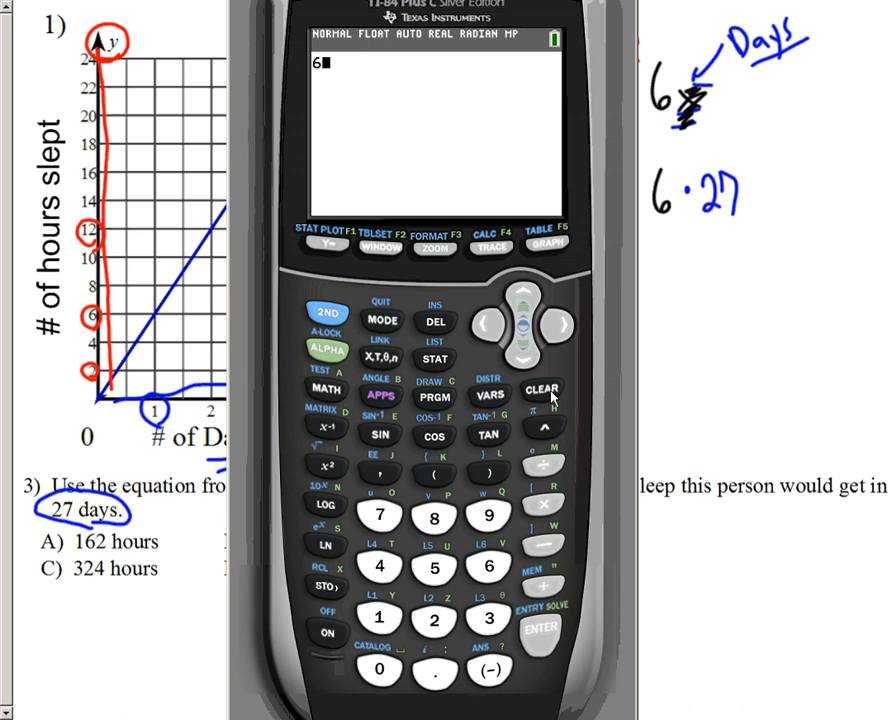 TI-84 Plus C Silver Edition
TEXAS INSTRUMENTS
NORMAL FLOAT AUTO REAL RADIAN MP
6
STAT PLOT F1 TBLSET F2 FORMAT F3 CALC F4 TABLE F5
Y= WINDOW ZOOM TRACE GRAPH
QUIT INS
2ND MODE DEL
A-LOCK LINK LIST
ALPHA X,T,θ,n STAT
TEST A ANGLE B DRAW C DISTR
MATH APPS PRGM VARS CLEAR
MATRIX D SIN⁻¹ E COS⁻¹ F TAN⁻¹ G π H
x⁻¹ SIN COS TAN ^
√ I EE J { K } L e M
x² , ( ) ÷
10ˣ N u O v P w Q [ R
LOG 7 8 9 ×
eˣ S L4 T L5 U L6 V ] W
LN 4 5 6 −
RCL X L1 Y L2 Z L3 θ MEM "
STO› 1 2 3 +
OFF CATALOG ␣ i : ANS ? ENTRY SOLVE
ON 0 . (-) ENTER
1)
y
24
22
20
18
16
14
12
10
8
6
4
2
0
1 2
# of hours slept
# of Da
6
Days
6 · 27
3) Use the equation fro leep this person would get in
27 days.
A) 162 hours
C) 324 hours